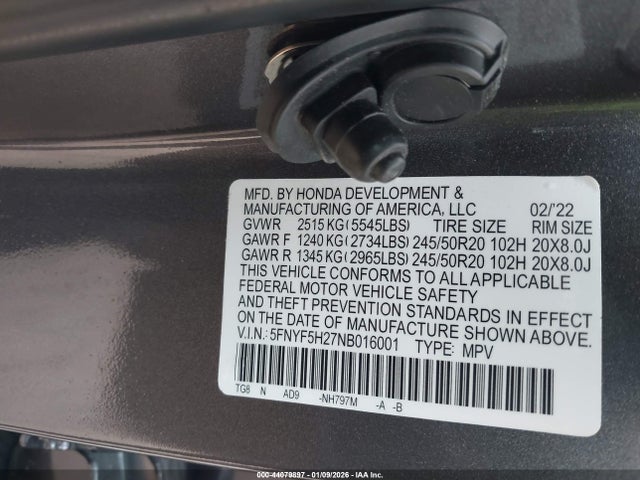 MFD. BY HONDA DEVELOPMENT &
MANUFACTURING OF AMERICA, LLC 02/'22
GVWR 2515 KG(5545LBS) TIRE SIZE RIM SIZE
GAWR F 1240 KG(2734LBS) 245/50R20 102H 20X8.0J
GAWR R 1345 KG(2965LBS) 245/50R20 102H 20X8.0J
THIS VEHICLE CONFORMS TO ALL APPLICABLE
FEDERAL MOTOR VEHICLE SAFETY
AND THEFT PREVENTION STANDARDS IN EFFECT
ON THE DATE OF MANUFACTURE SHOWN ABOVE.
V.I.N.: 5FNYF5H27NB016001 TYPE: MPV
TG8 N AD9 -NH797M -A -B
000-44079897 - 01/09/2026 - IAA Inc.